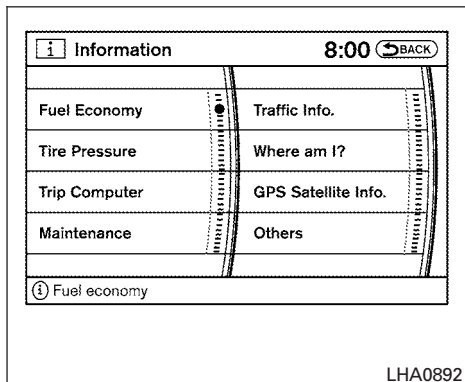 i Information 8:00 BACK
Fuel Economy Traffic Info.
Tire Pressure Where am I?
Trip Computer GPS Satellite Info.
Maintenance Others
i Fuel economy
LHA0892